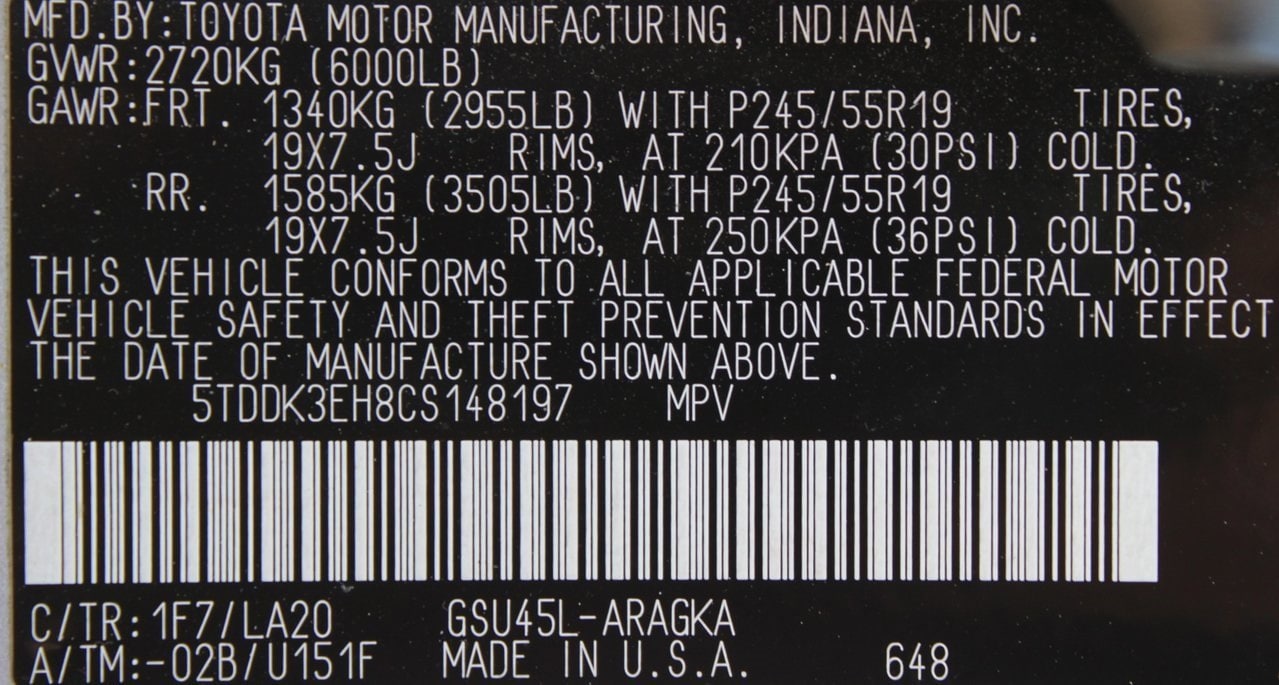 MFD.BY:TOYOTA MOTOR MANUFACTURING, INDIANA, INC.
GVWR:2720KG (6000LB)
GAWR:FRT. 1340KG (2955LB) WITH P245/55R19 TIRES,
19X7.5J RIMS, AT 210KPA (30PSI) COLD.
RR. 1585KG (3505LB) WITH P245/55R19 TIRES,
19X7.5J RIMS, AT 250KPA (36PSI) COLD.
THIS VEHICLE CONFORMS TO ALL APPLICABLE FEDERAL MOTOR
VEHICLE SAFETY AND THEFT PREVENTION STANDARDS IN EFFECT
THE DATE OF MANUFACTURE SHOWN ABOVE.
5TDDK3EH8CS148197 MPV
C/TR:1F7/LA20 GSU45L-ARAGKA
A/TM:-02B/U151F MADE IN U.S.A. 648